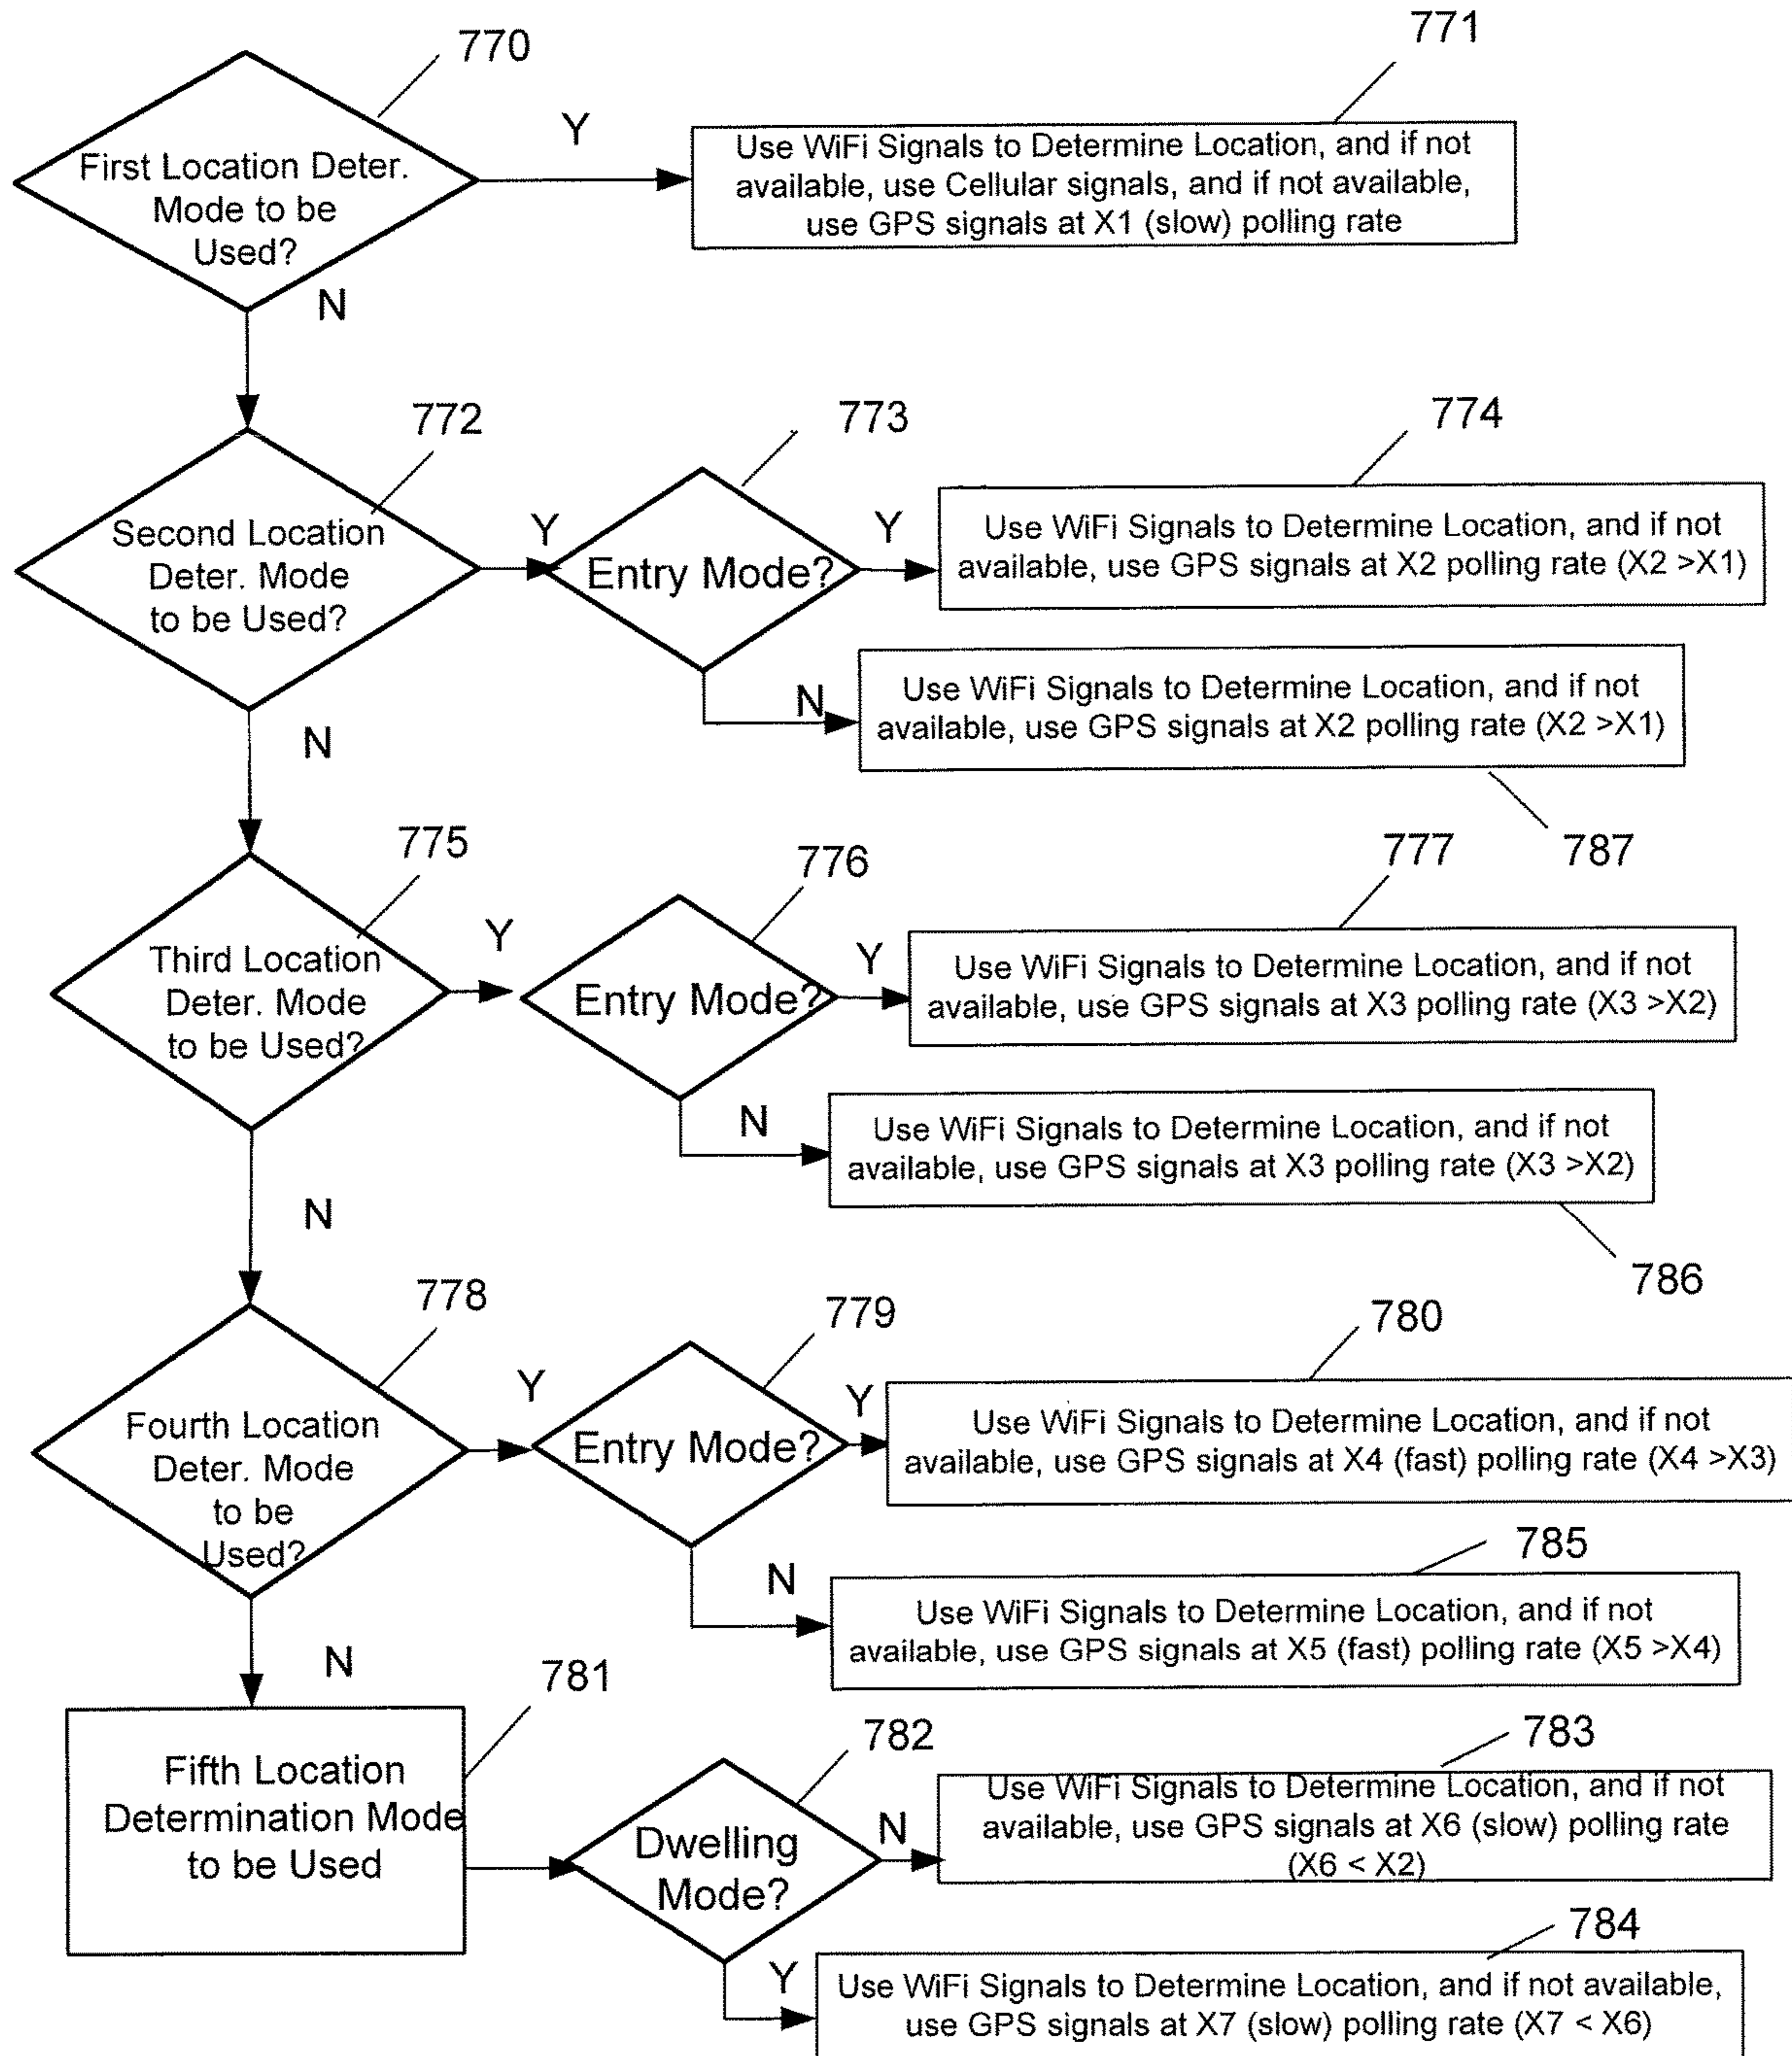 770
771
First Location Deter.
Mode to be
Used?
Y
Use WiFi Signals to Determine Location, and if not
available, use Cellular signals, and if not available,
use GPS signals at X1 (slow) polling rate
N
772
773
774
Second Location
Deter. Mode
to be Used?
Y
Entry Mode?
Y
Use WiFi Signals to Determine Location, and if not
available, use GPS signals at X2 polling rate (X2 >X1)
N
Use WiFi Signals to Determine Location, and if not
available, use GPS signals at X2 polling rate (X2 >X1)
787
N
775
776
777
Third Location
Deter. Mode
to be Used?
Y
Entry Mode?
Y
Use WiFi Signals to Determine Location, and if not
available, use GPS signals at X3 polling rate (X3 >X2)
N
Use WiFi Signals to Determine Location, and if not
available, use GPS signals at X3 polling rate (X3 >X2)
786
N
778
779
780
Fourth Location
Deter. Mode
to be
Used?
Y
Entry Mode?
Y
Use WiFi Signals to Determine Location, and if not
available, use GPS signals at X4 (fast) polling rate (X4 >X3)
785
N
Use WiFi Signals to Determine Location, and if not
available, use GPS signals at X5 (fast) polling rate (X5 >X4)
N
781
782
783
Fifth Location
Determination Mode
to be Used
Dwelling
Mode?
N
Use WiFi Signals to Determine Location, and if not
available, use GPS signals at X6 (slow) polling rate
(X6 < X2)
784
Y
Use WiFi Signals to Determine Location, and if not available,
use GPS signals at X7 (slow) polling rate (X7 < X6)